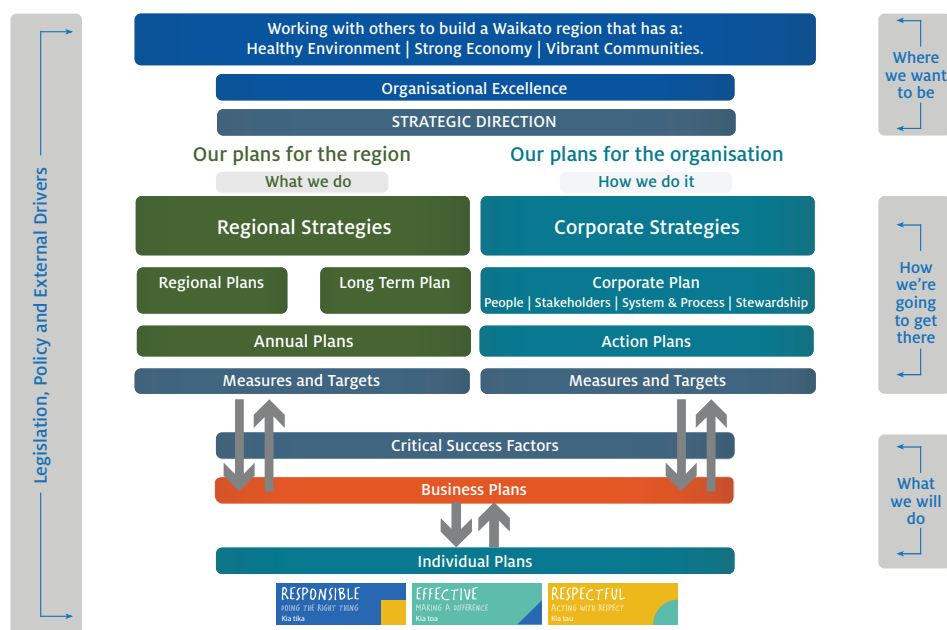 Legislation, Policy and External Drivers
Working with others to build a Waikato region that has a:
Healthy Environment | Strong Economy | Vibrant Communities.
Organisational Excellence
STRATEGIC DIRECTION
Where
we want
to be
Our plans for the region
What we do
Our plans for the organisation
How we do it
Regional Strategies
Corporate Strategies
Regional Plans
Long Term Plan
Corporate Plan
People | Stakeholders | System & Process | Stewardship
Annual Plans
Action Plans
Measures and Targets
Measures and Targets
How
we're
going
to get
there
Critical Success Factors
Business Plans
Individual Plans
What
we will
do
RESPONSIBLE
DOING THE RIGHT THING
Kia tika
EFFECTIVE
MAKING A DIFFERENCE
Kia toa
RESPECTFUL
ACTING WITH RESPECT
Kia tau